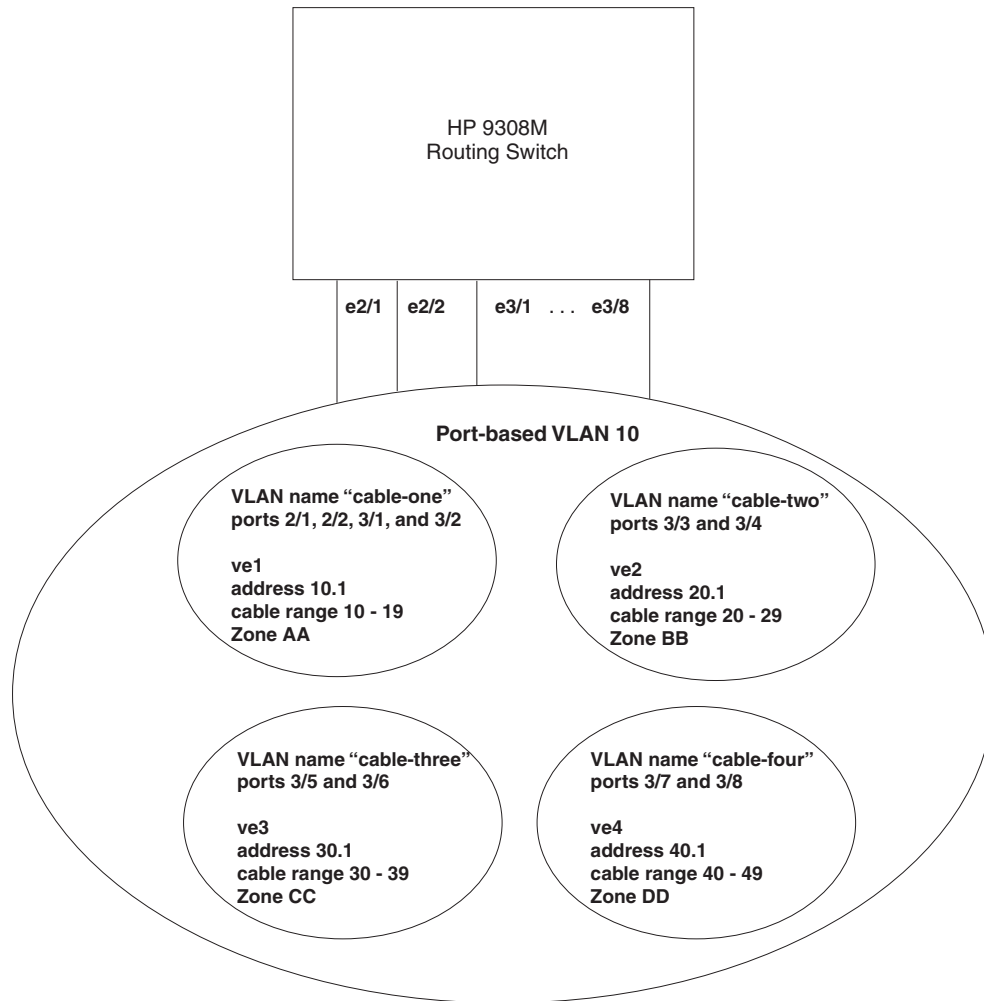 HP 9308M
Routing Switch
e2/1 e2/2 e3/1 . . . e3/8
Port-based VLAN 10
VLAN name “cable-one”
ports 2/1, 2/2, 3/1, and 3/2
ve1
address 10.1
cable range 10 - 19
Zone AA
VLAN name “cable-two”
ports 3/3 and 3/4
ve2
address 20.1
cable range 20 - 29
Zone BB
VLAN name “cable-three”
ports 3/5 and 3/6
ve3
address 30.1
cable range 30 - 39
Zone CC
VLAN name “cable-four”
ports 3/7 and 3/8
ve4
address 40.1
cable range 40 - 49
Zone DD